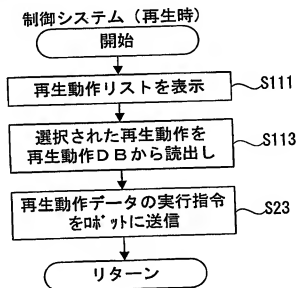 制御システム（再生時）
開始
再生動作リストを表示
S111
選択された再生動作を
再生動作ＤＢから読出し
S113
再生動作データの実行指令
をﾛﾎﾞｯﾄに送信
S23
リターン